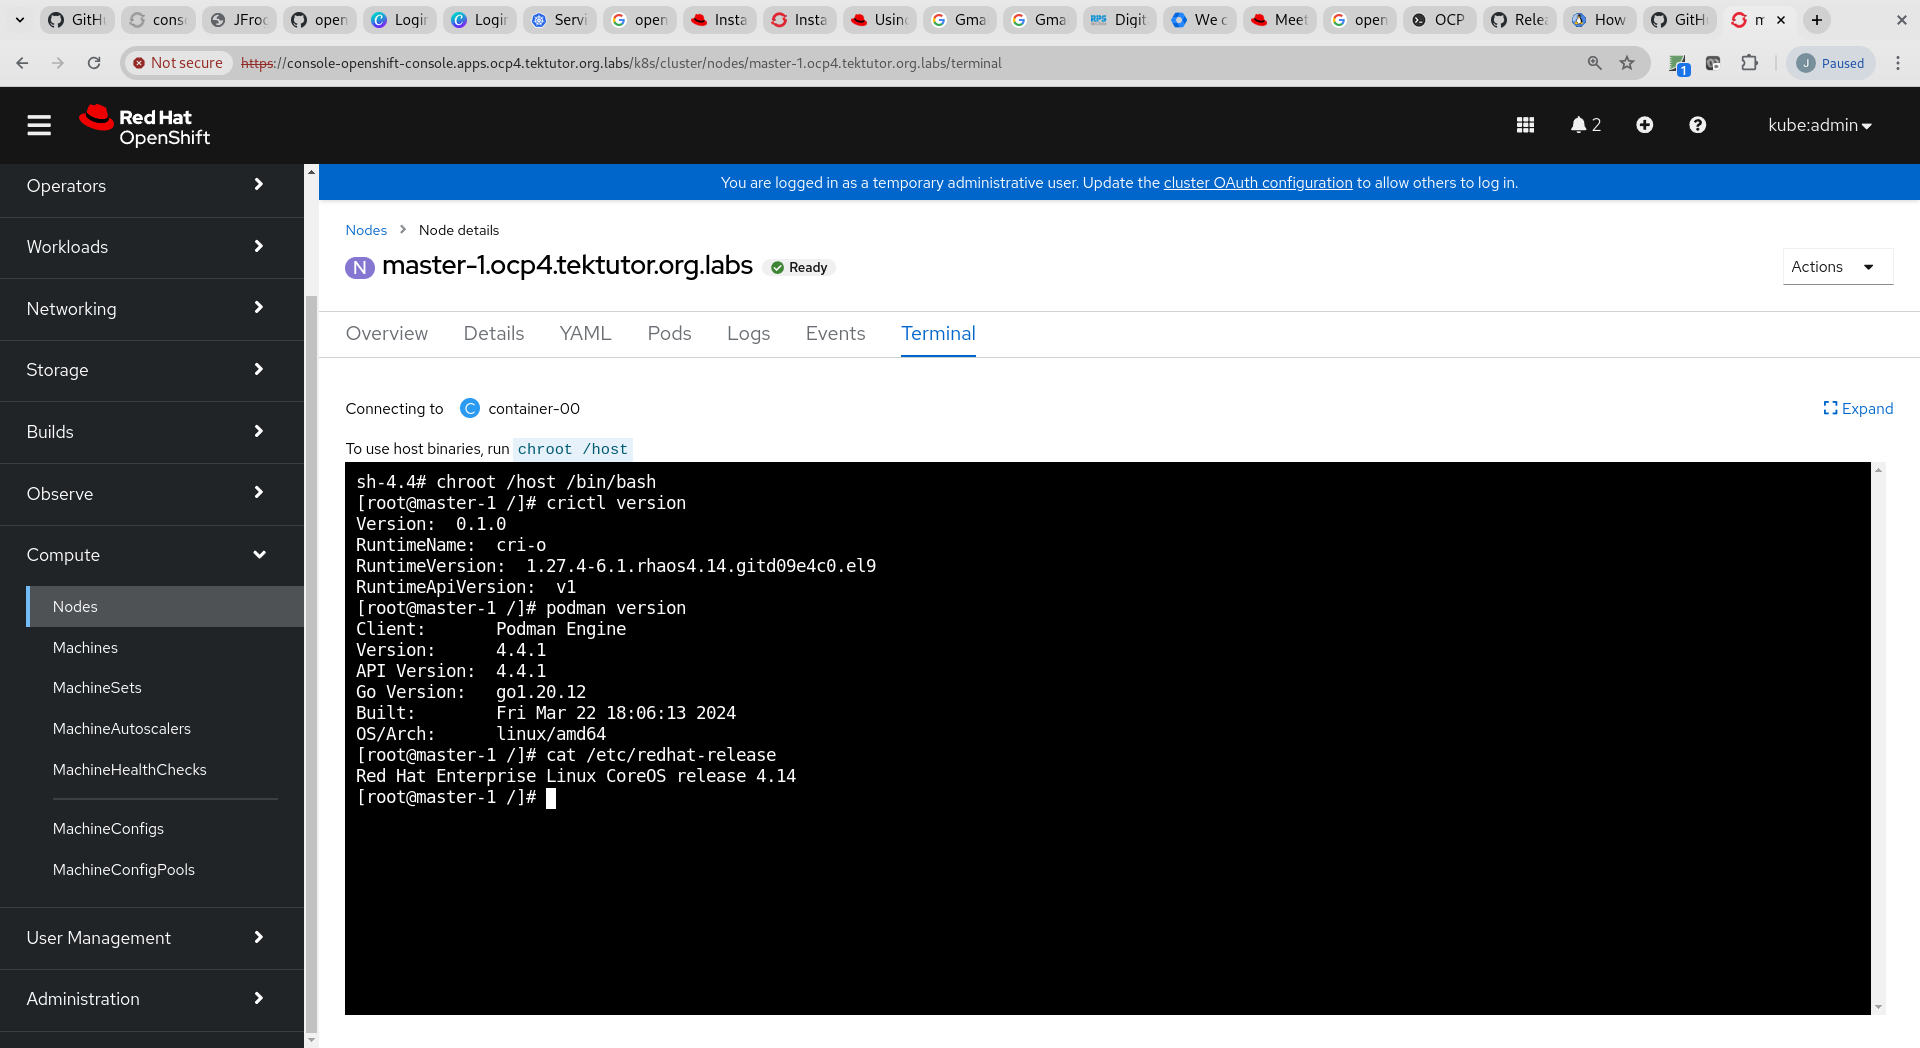 GitHu
conso
JFrog
open
Login
Login
Servi
open
Insta
Insta
Using
Gma
Gma
Digit
We c
Meet
open
OCP
Relea
How
GitHu
Not secure https://console-openshift-console.apps.ocp4.tektutor.org.labs/k8s/cluster/nodes/master-1.ocp4.tektutor.org.labs/terminal
1
J Paused
Red Hat
OpenShift
2
kube:admin
You are logged in as a temporary administrative user. Update the cluster OAuth configuration to allow others to log in.
Operators
Workloads
Networking
Storage
Builds
Observe
Compute
Nodes
Machines
MachineSets
MachineAutoscalers
MachineHealthChecks
MachineConfigs
MachineConfigPools
User Management
Administration
Nodes > Node details
N master-1.ocp4.tektutor.org.labs Ready
Actions
Overview Details YAML Pods Logs Events Terminal
Connecting to C container-00
Expand
To use host binaries, run chroot /host
sh-4.4# chroot /host /bin/bash
[root@master-1 /]# crictl version
Version:  0.1.0
RuntimeName:  cri-o
RuntimeVersion:  1.27.4-6.1.rhaos4.14.gitd09e4c0.el9
RuntimeApiVersion:  v1
[root@master-1 /]# podman version
Client:       Podman Engine
Version:      4.4.1
API Version:  4.4.1
Go Version:   go1.20.12
Built:        Fri Mar 22 18:06:13 2024
OS/Arch:      linux/amd64
[root@master-1 /]# cat /etc/redhat-release
Red Hat Enterprise Linux CoreOS release 4.14
[root@master-1 /]#